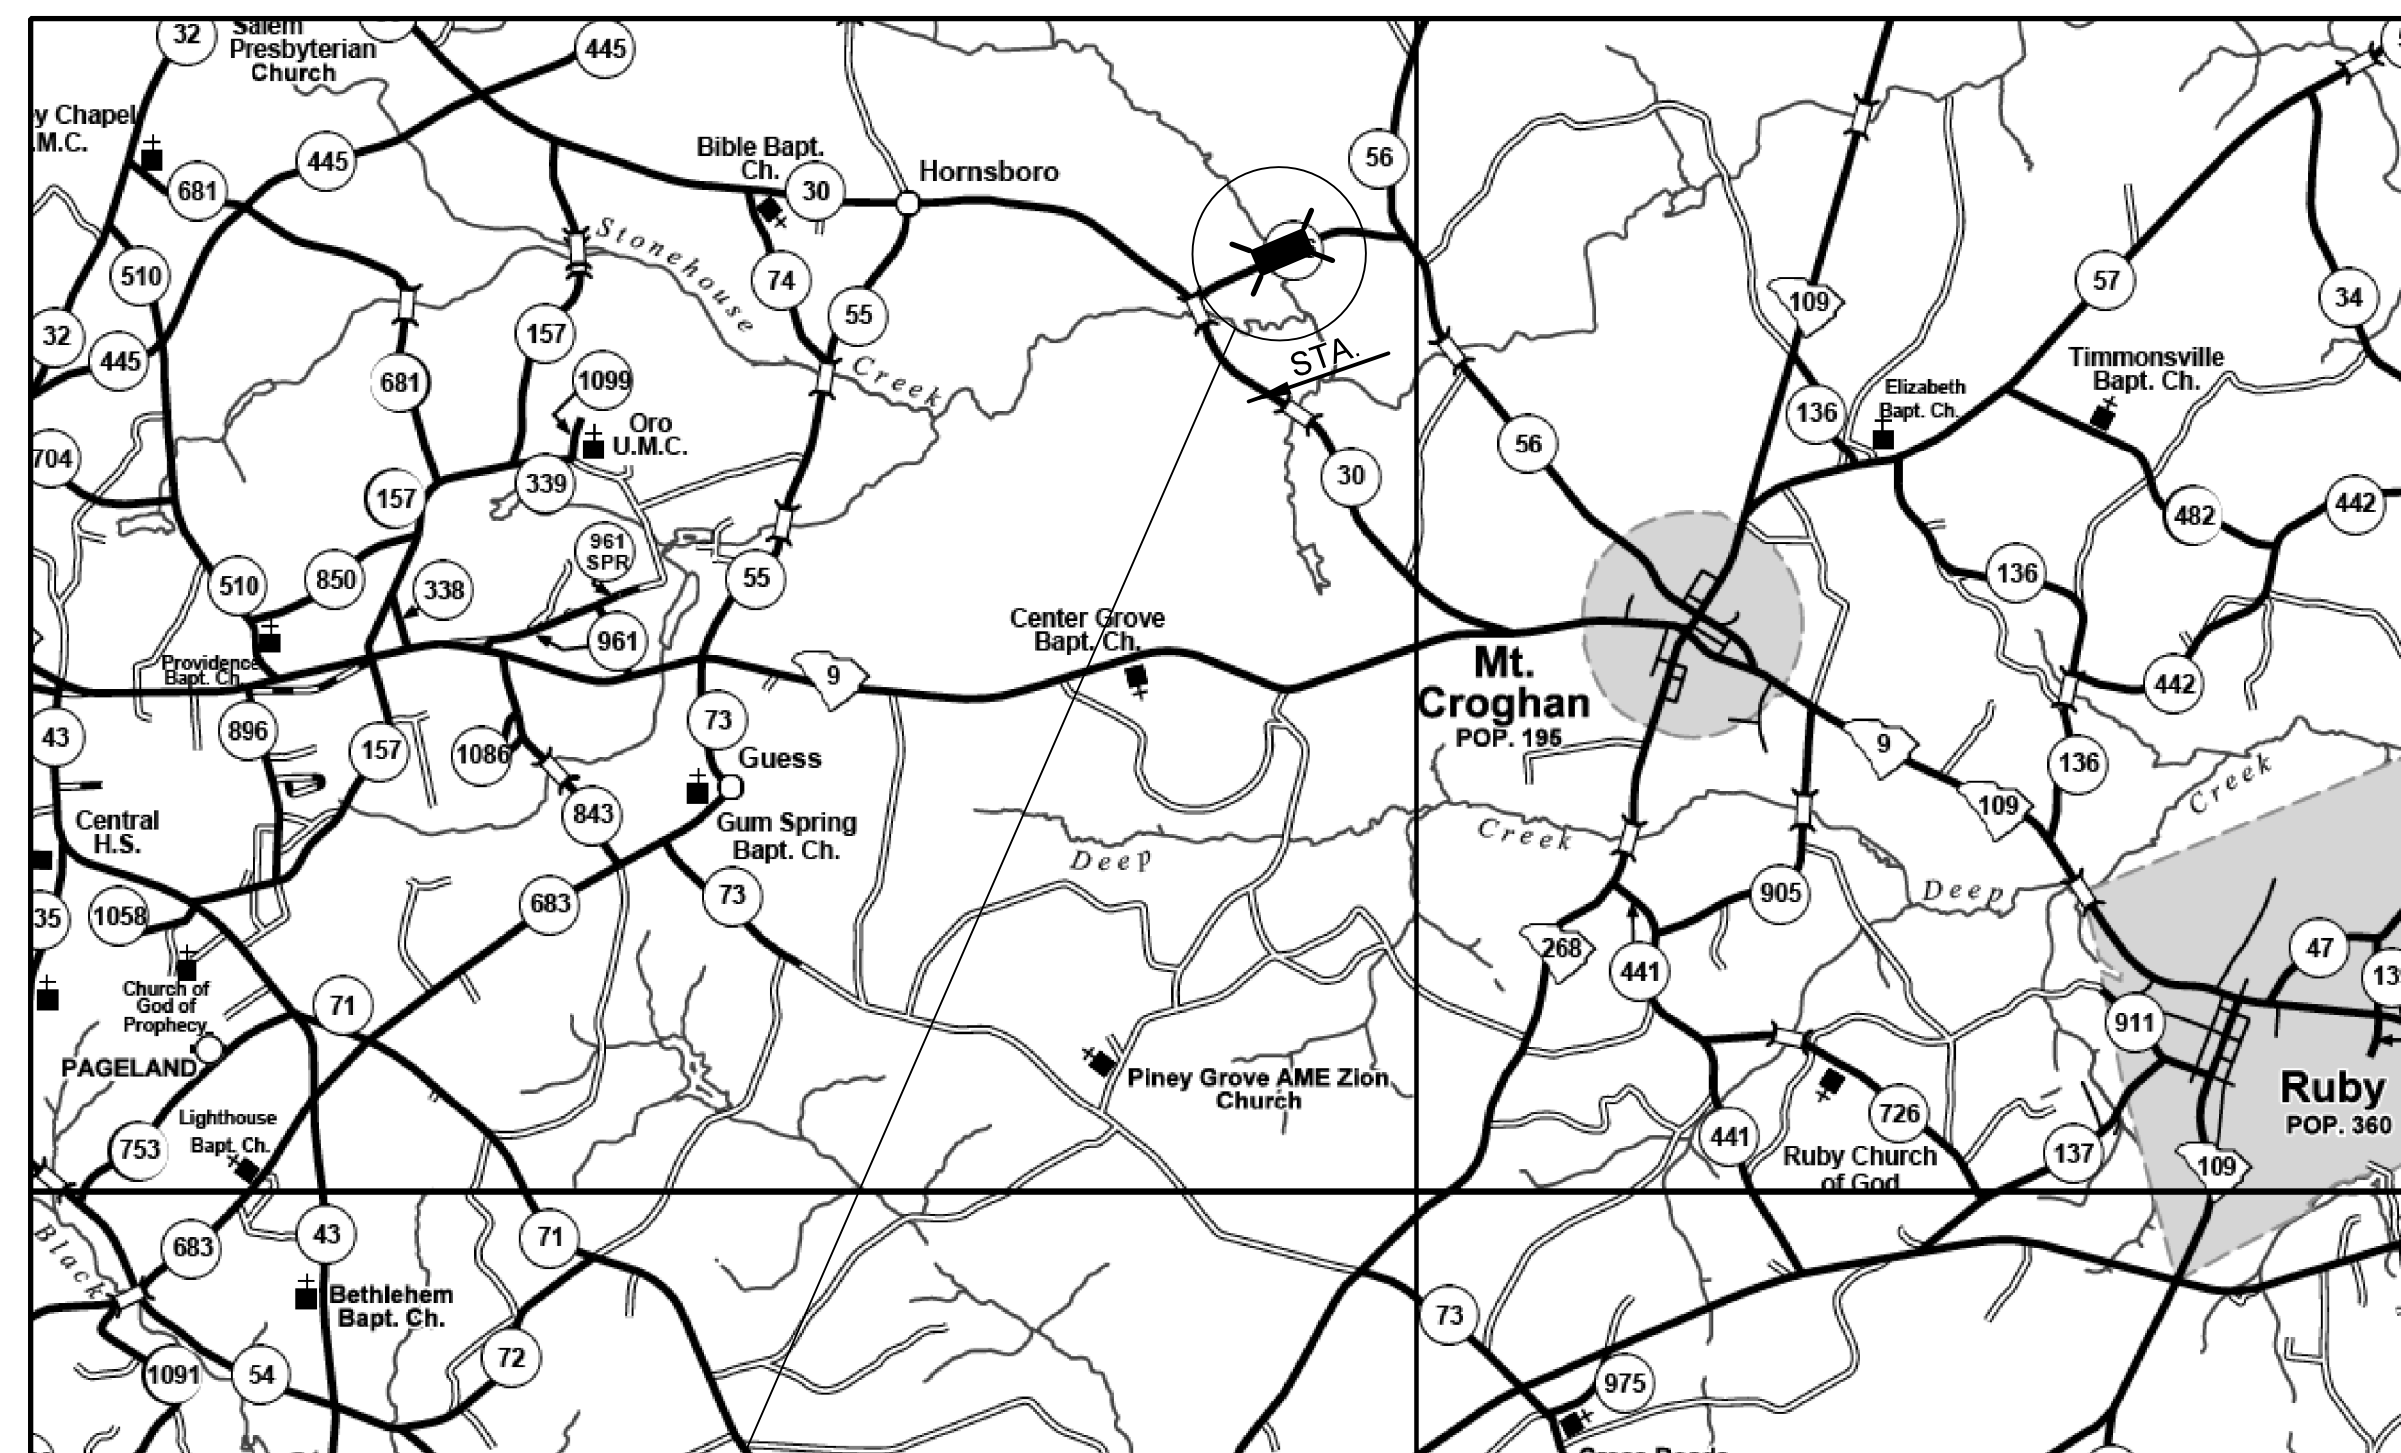 32
Salem
Presbyterian
Church
445
y Chapel
.M.C.
445
681
Bible Bapt.
Ch.
30
Hornsboro
56
510
Stonehouse
74
55
109
57
34
32
445
157
681
1099
Creek
STA.
Timmonsville
Bapt. Ch.
Elizabeth
Bapt. Ch.
136
Oro
U.M.C.
56
704
157
339
30
482
442
961
SPR
510
850
338
55
136
Center Grove
Bapt. Ch.
961
Providence
Bapt. Ch.
9
Mt.
Croghan
POP. 195
442
43
896
157
1086
73
Guess
9
136
Creek
109
Central
H.S.
843
Gum Spring
Bapt. Ch.
Creek
Deep
35
1058
683
73
905
Deep
268
441
47
13
Church of
God of
Prophecy
71
911
PAGELAND
Piney Grove AME Zion
Church
Ruby
POP. 360
Lighthouse
Bapt. Ch.
753
726
441
Ruby Church
of God
137
109
Black
683
43
71
Bethlehem
Bapt. Ch.
73
1091
54
72
975